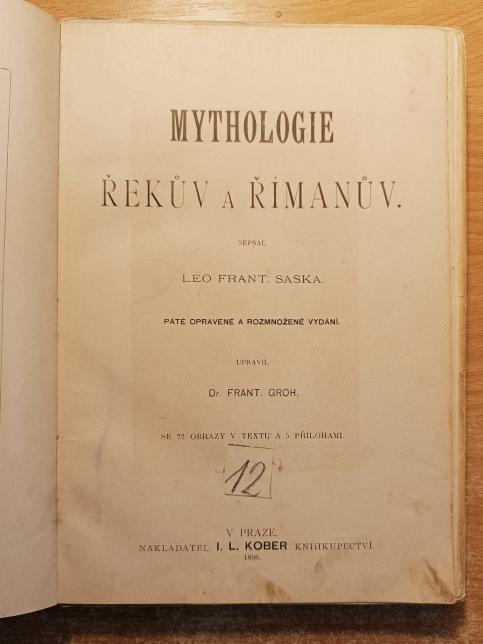 MYTHOLOGIE
ŘEKŮV A ŘÍMANŮV.
SEPSAL
LEO FRANT. SASKA.
PÁTÉ OPRAVENÉ A ROZMNOŽENÉ VYDÁNÍ.
UPRAVIL
Dr. FRANT. GROH.
SE 72 OBRAZY V TEXTU A 5 PŘÍLOHAMI.
12
V PRAZE.
NAKLADATEL I. L. KOBER KNIHKUPECTVÍ
1898.